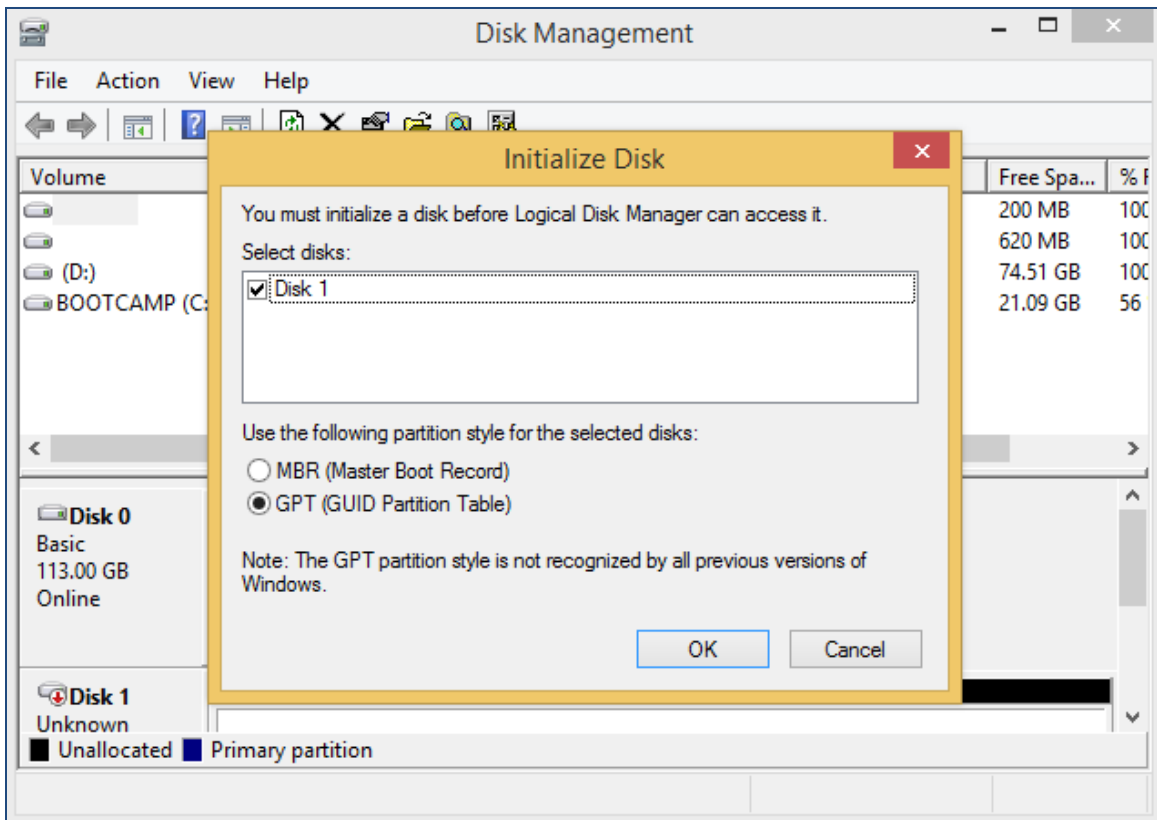 Disk Management
File Action View Help
Initialize Disk
Volume
Free Spa...
You must initialize a disk before Logical Disk Manager can access it.
200 MB 100
Select disks:
620 MB 100
(D:)
74.51 GB 100
Disk 1
BOOTCAMP (C:
21.09 GB 56
Use the following partition style for the selected disks:
MBR (Master Boot Record)
GPT (GUID Partition Table)
Disk 0
Basic
113.00 GB
Online
Note: The GPT partition style is not recognized by all previous versions of
Windows.
OK Cancel
Disk 1
Unknown
Unallocated Primary partition